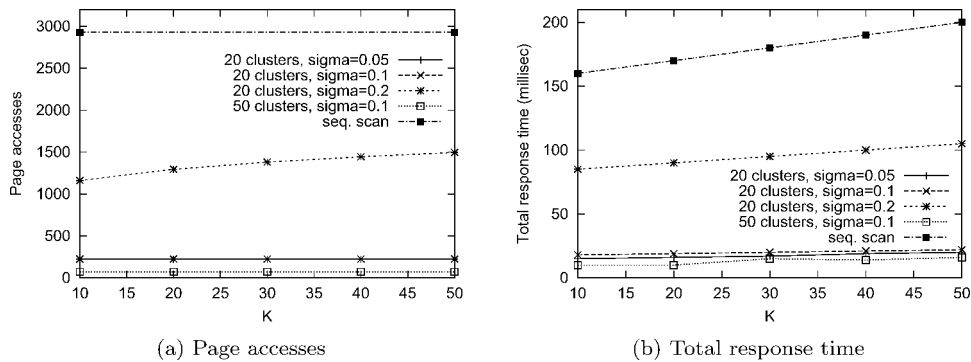 3000
2500
2000
1500
1000
500
0
Page accesses
20 clusters, sigma=0.05
20 clusters, sigma=0.1
20 clusters, sigma=0.2
50 clusters, sigma=0.1
seq. scan
10 15 20 25 30 35 40 45 50
K
(a) Page accesses
200
150
100
50
0
Total response time (millisec)
20 clusters, sigma=0.05
20 clusters, sigma=0.1
20 clusters, sigma=0.2
50 clusters, sigma=0.1
seq. scan
10 15 20 25 30 35 40 45 50
K
(b) Total response time